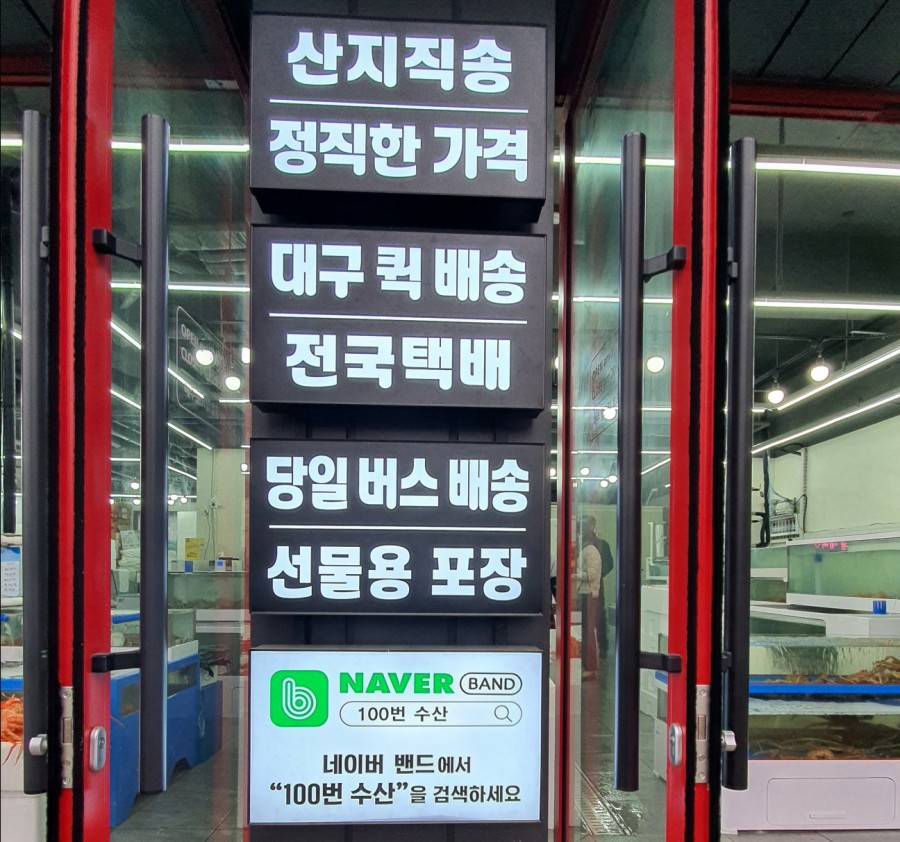 산지직송
정직한 가격
대구 퀵 배송
전국택배
당일 버스 배송
선물용 포장
b NAVER BAND
100번 수산
네이버 밴드에서
“100번 수산”을 검색하세요